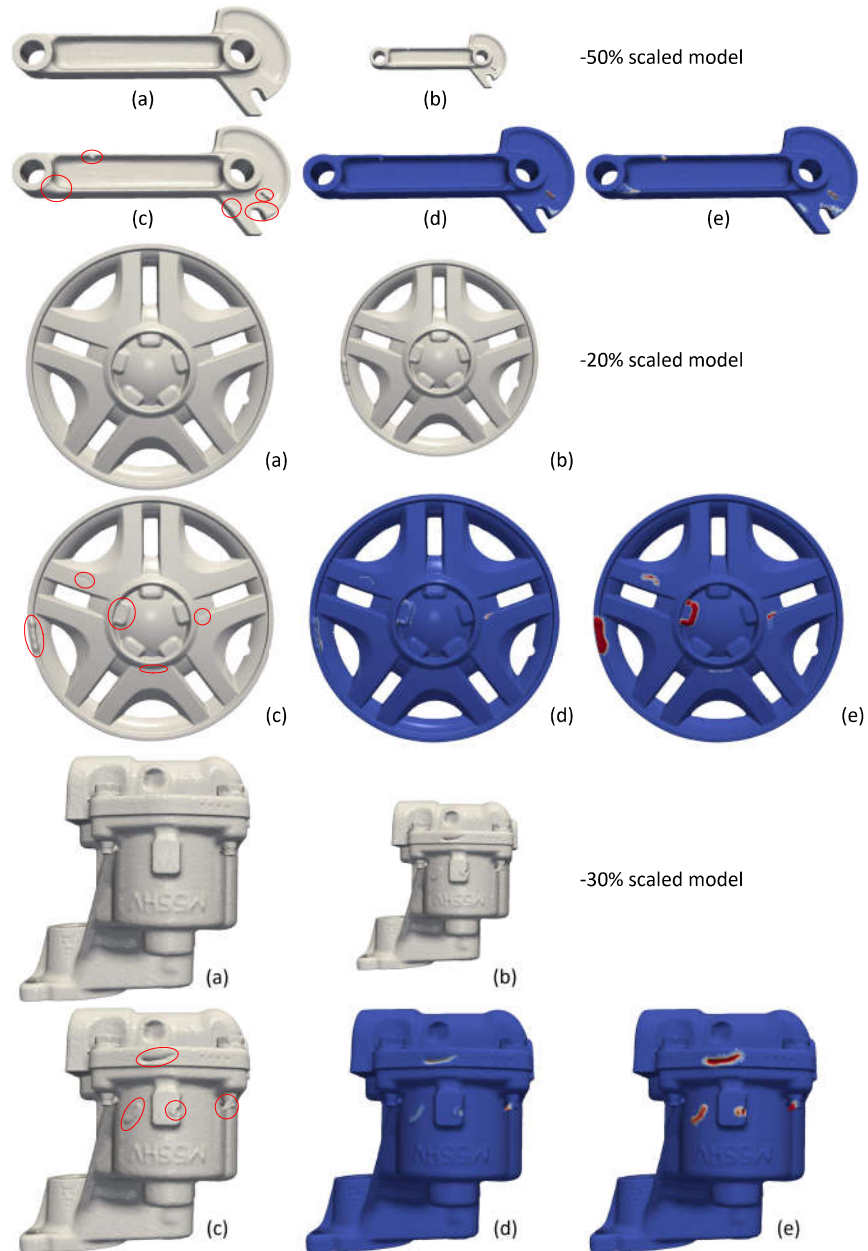 -50% scaled model
(a) (b)
(c) (d) (e)
-20% scaled model
(a) (b)
(c) (d) (e)
-30% scaled model
(a) (b)
(c) (d) (e)